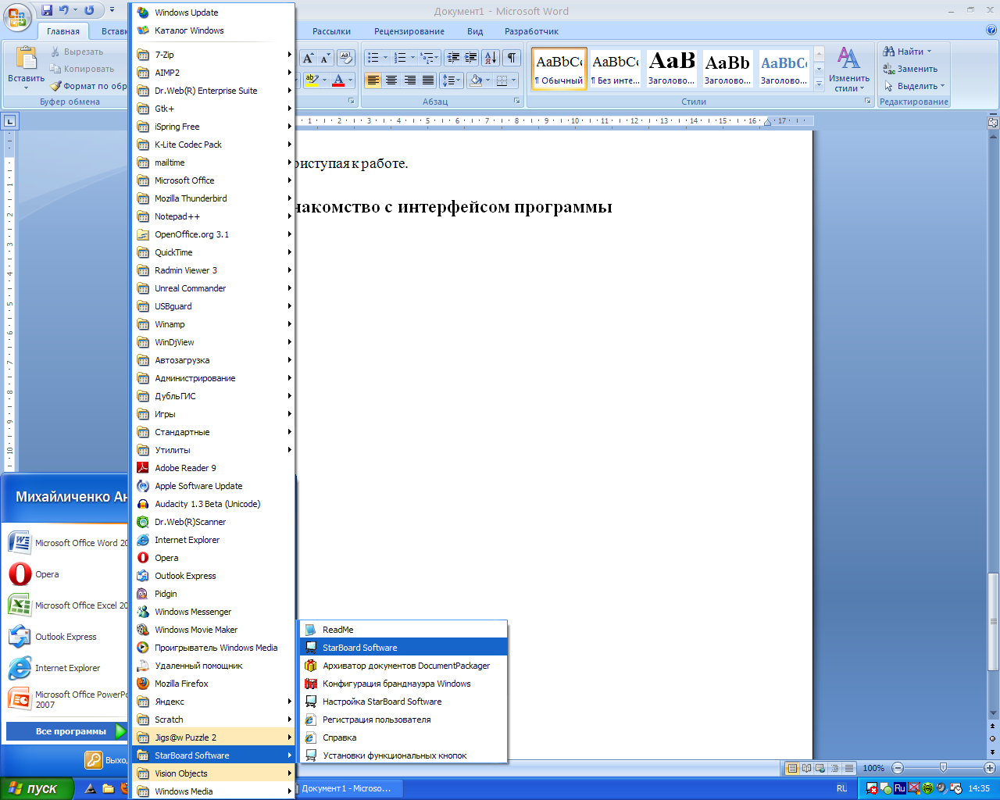 Документ1 - Microsoft Word
Главная
Встав
Рассылки
Рецензирование
Вид
Разработчик
Вставить
Вырезать
Копировать
Формат по обр
Буфер обмена
Абзац
AaBbCc
¶ Обычный
AaBbCc
¶ Без инте...
AaB
Заголово...
AaBb
Заголово...
AaBbC
Заголово...
Изменить
стили
Стили
Найти
Заменить
Выделить
Редактирование
1 2 3 4 5 6 7 8 9 10 11 12 13 14 15 16 17
риступая к работе.
накомство с интерфейсом программы
Windows Update
Каталог Windows
7-Zip
AIMP2
Dr.Web(R) Enterprise Suite
Gtk+
iSpring Free
K-Lite Codec Pack
mailtime
Microsoft Office
Mozilla Thunderbird
Notepad++
OpenOffice.org 3.1
QuickTime
Radmin Viewer 3
Unreal Commander
USBguard
Winamp
WinDjView
Автозагрузка
Администрирование
ДубльГИС
Игры
Стандартные
Утилиты
Adobe Reader 9
Apple Software Update
Audacity 1.3 Beta (Unicode)
Dr.Web(R)Scanner
Internet Explorer
Opera
Outlook Express
Pidgin
Windows Messenger
Windows Movie Maker
Проигрыватель Windows Media
Удаленный помощник
Mozilla Firefox
Яндекс
Scratch
Jigs@w Puzzle 2
StarBoard Software
Vision Objects
Windows Media
ReadMe
StarBoard Software
Архиватор документов DocumentPackager
Конфигурация брандмауэра Windows
Настройка StarBoard Software
Регистрация пользователя
Справка
Установки функциональных кнопок
Михайличенко Ан
Microsoft Office Word 20
Opera
Microsoft Office Excel 20
Outlook Express
Internet Explorer
Microsoft Office PowerPo
2007
Все программы
Выхо
100%
пуск
Документ1 - Microso...
RL
Ru
14:35